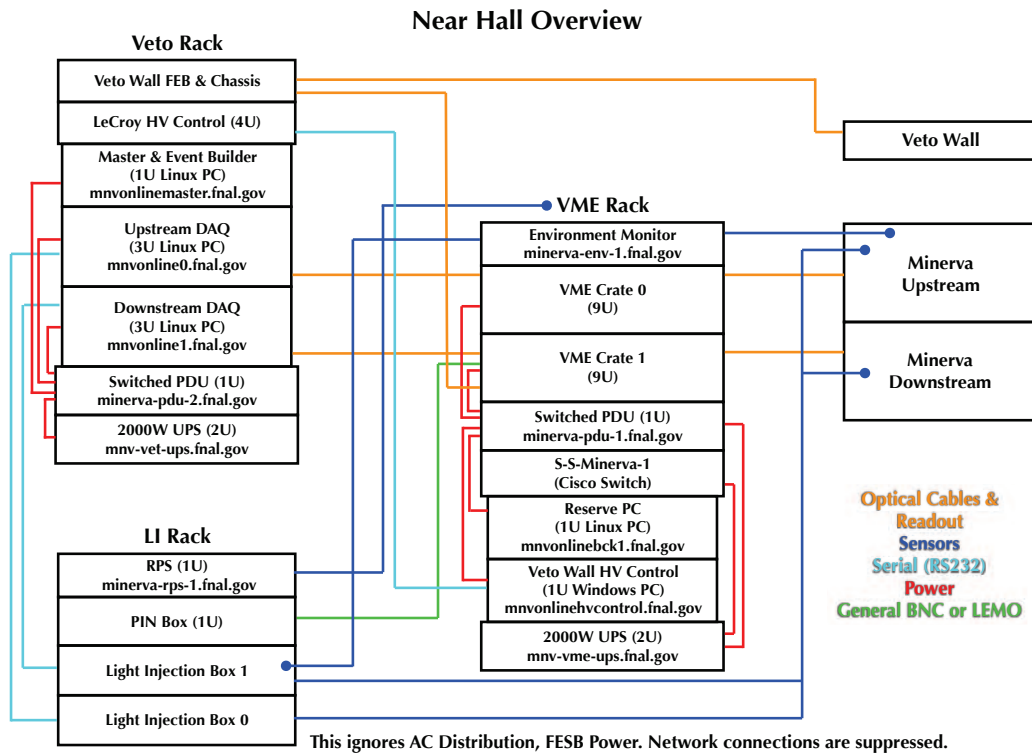 Near Hall Overview
Veto Rack
Veto Wall FEB & Chassis
LeCroy HV Control (4U)
Master & Event Builder
(1U Linux PC)
mnvonlinemaster.fnal.gov
Upstream DAQ
(3U Linux PC)
mnvonline0.fnal.gov
Downstream DAQ
(3U Linux PC)
mnvonline1.fnal.gov
Switched PDU (1U)
minerva-pdu-2.fnal.gov
2000W UPS (2U)
mnv-vet-ups.fnal.gov
LI Rack
RPS (1U)
minerva-rps-1.fnal.gov
PIN Box (1U)
Light Injection Box 1
Light Injection Box 0
VME Rack
Environment Monitor
minerva-env-1.fnal.gov
VME Crate 0
(9U)
VME Crate 1
(9U)
Switched PDU (1U)
minerva-pdu-1.fnal.gov
S-S-Minerva-1
(Cisco Switch)
Reserve PC
(1U Linux PC)
mnvonlinebck1.fnal.gov
Veto Wall HV Control
(1U Windows PC)
mnvonlinehvcontrol.fnal.gov
2000W UPS (2U)
mnv-vme-ups.fnal.gov
Veto Wall
Minerva
Upstream
Minerva
Downstream
Optical Cables &
Readout
Sensors
Serial (RS232)
Power
General BNC or LEMO
This ignores AC Distribution, FESB Power. Network connections are suppressed.